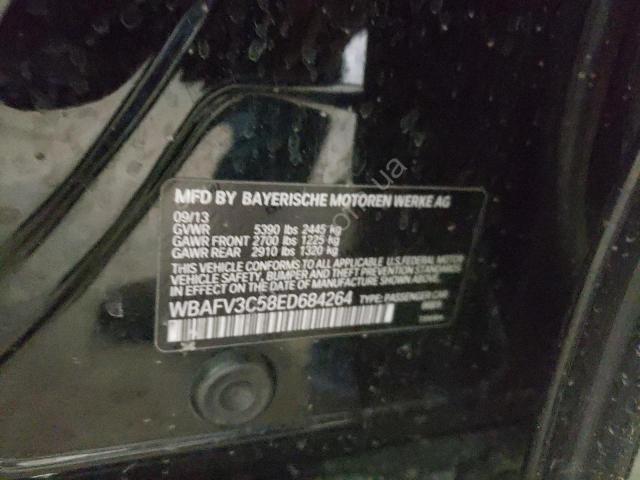 MFD BY BAYERISCHE MOTOREN WERKE AG
09/13
GVWR 5390 lbs 2445 kg
GAWR FRONT 2700 lbs 1225 kg
GAWR REAR 2910 lbs 1320 kg
THIS VEHICLE CONFORMS TO ALL APPLICABLE U.S.FEDERAL MOTOR
VEHICLE SAFETY, BUMPER AND THEFT PREVENTION STANDARDS
IN EFFECT ON THE DATE OF MANUFACTURE SHOWN ABOVE.
WBAFV3C58ED684264 TYPE: PASSENGER CAR